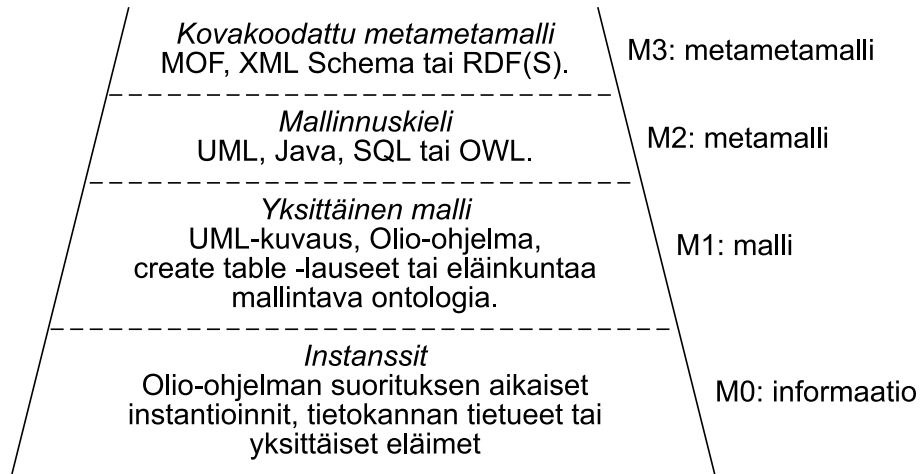 Kovakoodattu metametamalli
MOF, XML Schema tai RDF(S).
M3: metametamalli
Mallinnuskieli
UML, Java, SQL tai OWL.
M2: metamalli
Yksittäinen malli
UML-kuvaus, Olio-ohjelma,
create table -lauseet tai eläinkuntaa
mallintava ontologia.
M1: malli
Instanssit
Olio-ohjelman suorituksen aikaiset
instantioinnit, tietokannan tietueet tai
yksittäiset eläimet
M0: informaatio